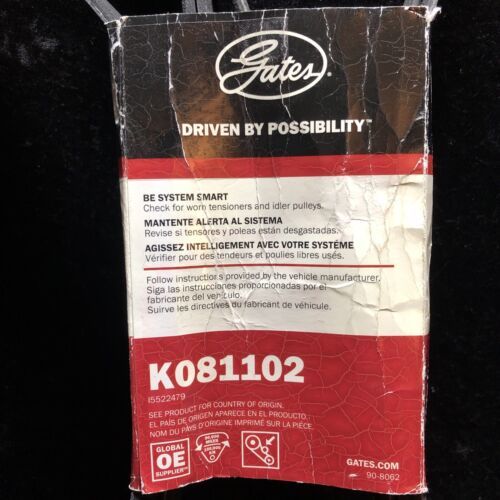 Gates
DRIVEN BY POSSIBILITY™
BE SYSTEM SMART
Check for worn tensioners and idler pulleys.
MANTENTE ALERTA AL SISTEMA
Revise si tensores y poleas están desgastadas.
AGISSEZ INTELLIGEMENT AVEC VOTRE SYSTÉME
Vérifier pour des tendeurs et poulies libres usés.
Follow instructions provided by the vehicle manufacturer.
Siga las instrucciones proporcionadas por el
fabricante del vehículo.
Suirve les directives du fabricant de véhicule.
K081102
I5522479
SEE PRODUCT FOR COUNTRY OF ORIGIN.
EL PAÍS DE ORIGEN APARECE EN EL PRODUCTO.
NOM DU PAYS D'ORIGINE IMPRIMÉ SUR LA PIÈCE.
GLOBAL
OE
SUPPLIER™
GATES.COM
90-8062